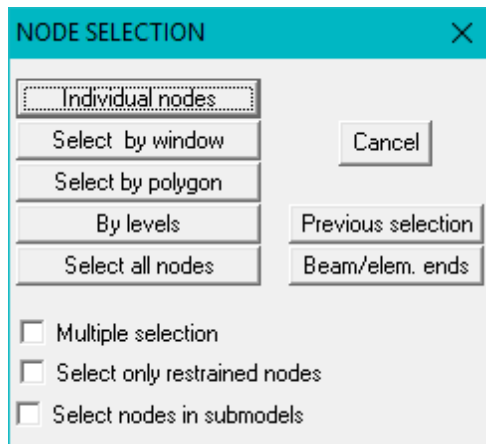 NODE SELECTION
Individual nodes
Select by window
Cancel
Select by polygon
By levels
Previous selection
Select all nodes
Beam/elem. ends
Multiple selection
Select only restrained nodes
Select nodes in submodels